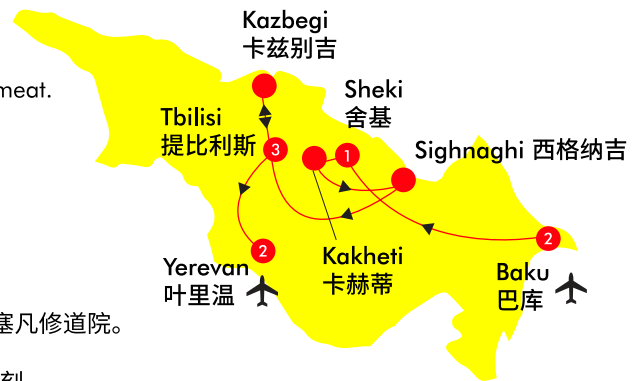 Kazbegi
卡兹别吉
meat.
Sheki
舍基
Tbilisi
提比利斯
3
1
Sighnaghi 西格纳吉
2
2
Kakheti
卡赫蒂
Yerevan
叶里温
Baku
巴库
塞凡修道院。
刻